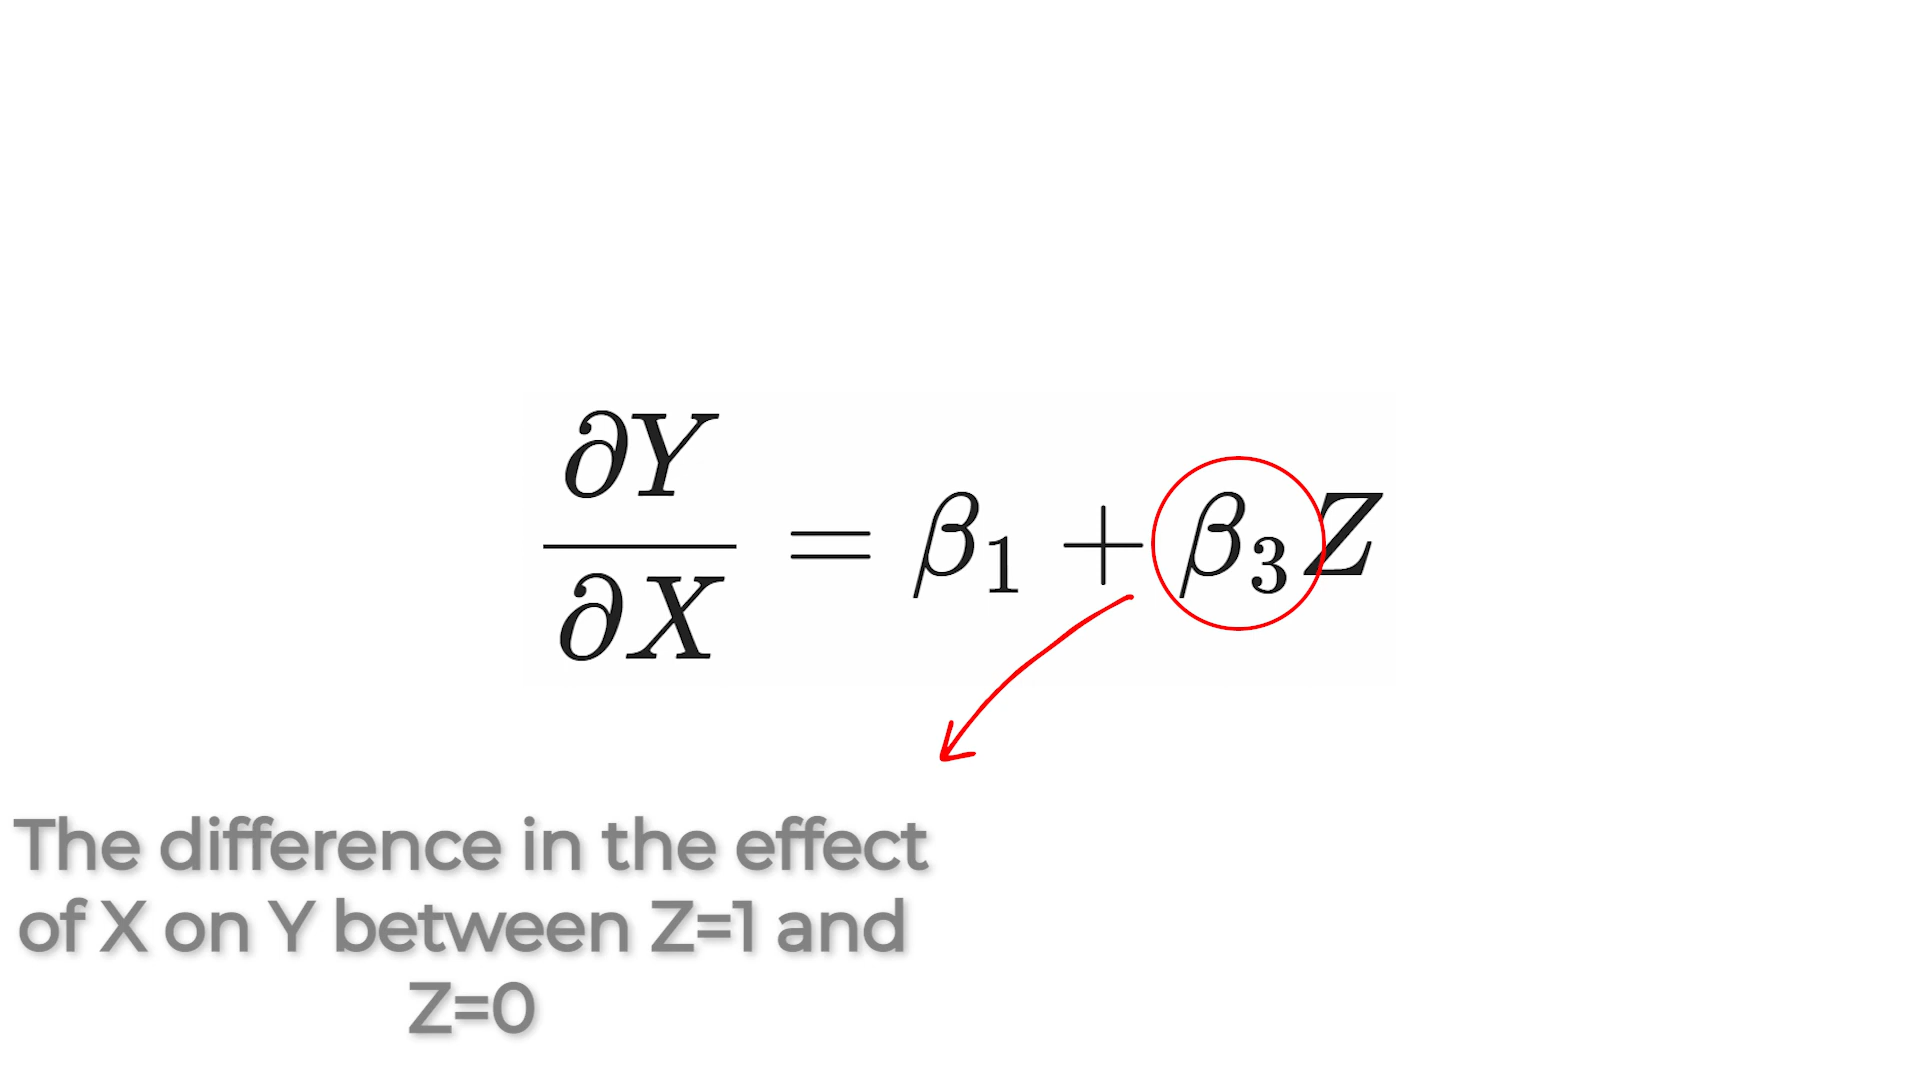 ∂Y/∂X = β₁ + β₃Z
The difference in the effect
of X on Y between Z=1 and
Z=0